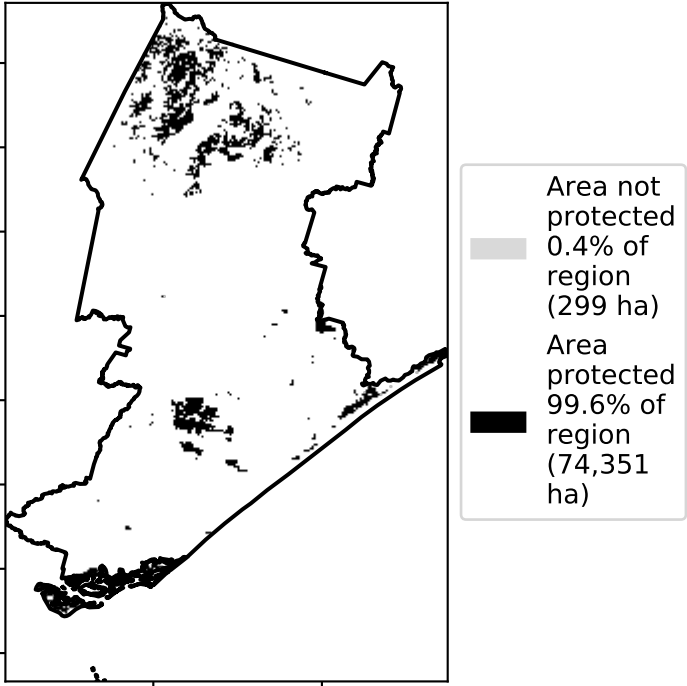 Area not
protected
0.4% of
region
(299 ha)
Area
protected
99.6% of
region
(74,351
ha)